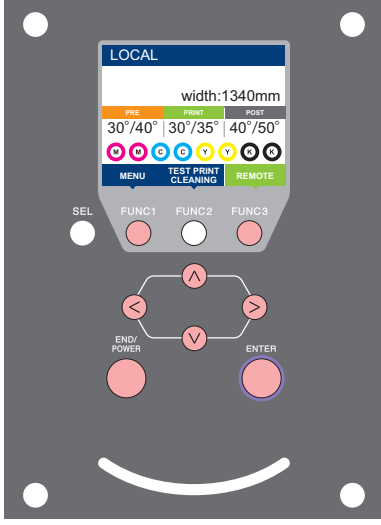 LOCAL
width:1340mm
PRE PRINT POST
30°/40° 30°/35° 40°/50°
M M C C Y Y K K
MENU TEST PRINT CLEANING REMOTE
SEL FUNC1 FUNC2 FUNC3
< ∧ ∨ >
END/
POWER
ENTER